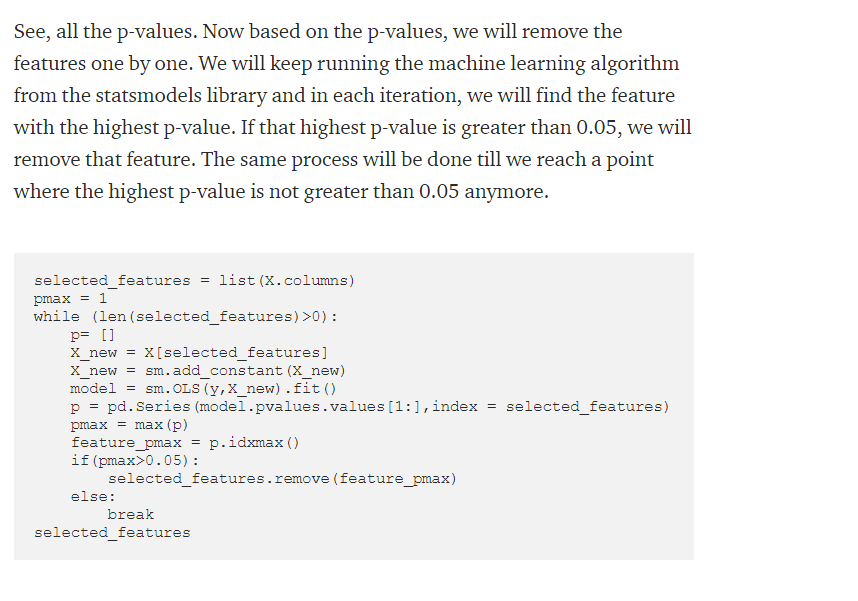 See, all the p-values. Now based on the p-values, we will remove the
features one by one. We will keep running the machine learning algorithm
from the statsmodels library and in each iteration, we will find the feature
with the highest p-value. If that highest p-value is greater than 0.05, we will
remove that feature. The same process will be done till we reach a point
where the highest p-value is not greater than 0.05 anymore.
selected_features = list(X.columns)
pmax = 1
while (len(selected_features)>0):
    p= []
    X_new = X[selected_features]
    X_new = sm.add_constant(X_new)
    model = sm.OLS(y,X_new).fit()
    p = pd.Series(model.pvalues.values[1:],index = selected_features)
    pmax = max(p)
    feature_pmax = p.idxmax()
    if(pmax>0.05):
        selected_features.remove(feature_pmax)
    else:
        break
selected_features